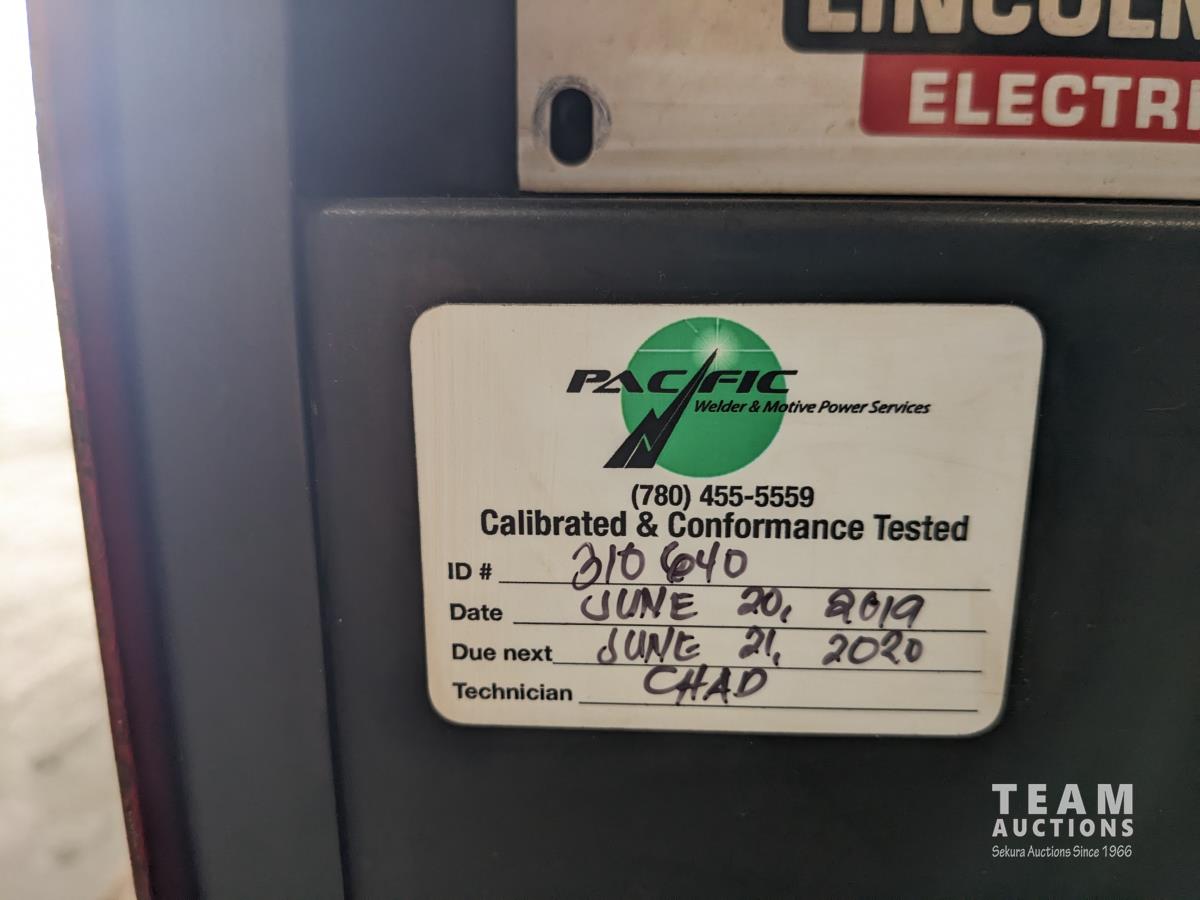 LINCOLN
ELECTRI
PACIFIC
Welder & Motive Power Services
(780) 455-5559
Calibrated & Conformance Tested
ID # 310640
Date JUNE 20, 2019
Due next JUNE 21, 2020
Technician CHAD
TEAM
AUCTIONS
Sekura Auctions Since 1966